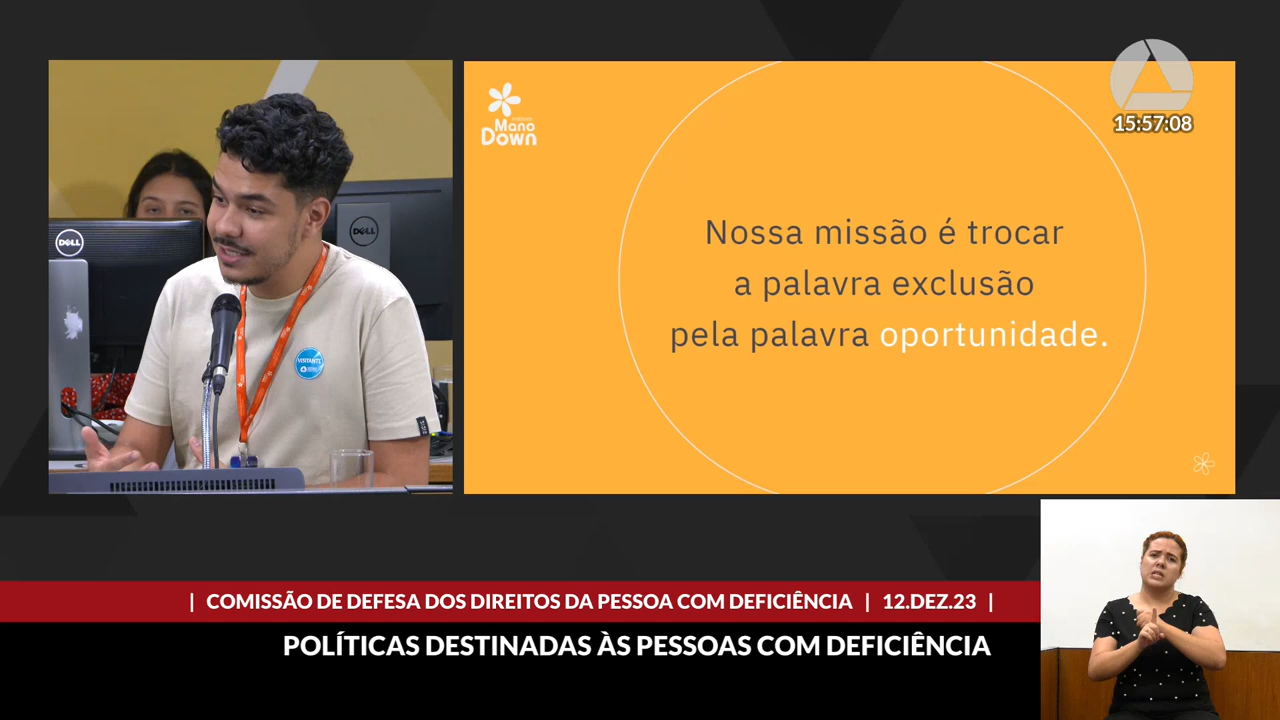 Mano
Down
15:57:08
Nossa missão é trocar
a palavra exclusão
pela palavra oportunidade.
DELL
DELL
VISITANTE
| COMISSÃO DE DEFESA DOS DIREITOS DA PESSOA COM DEFICIÊNCIA | 12.DEZ.23 |
POLÍTICAS DESTINADAS ÀS PESSOAS COM DEFICIÊNCIA